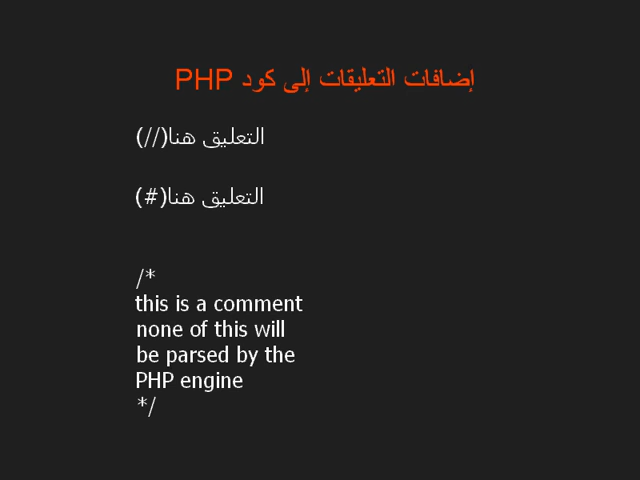 إضافات التعليقات إلى كود PHP
(//)التعليق هنا
(#)التعليق هنا
/*
this is a comment
none of this will
be parsed by the
PHP engine
*/